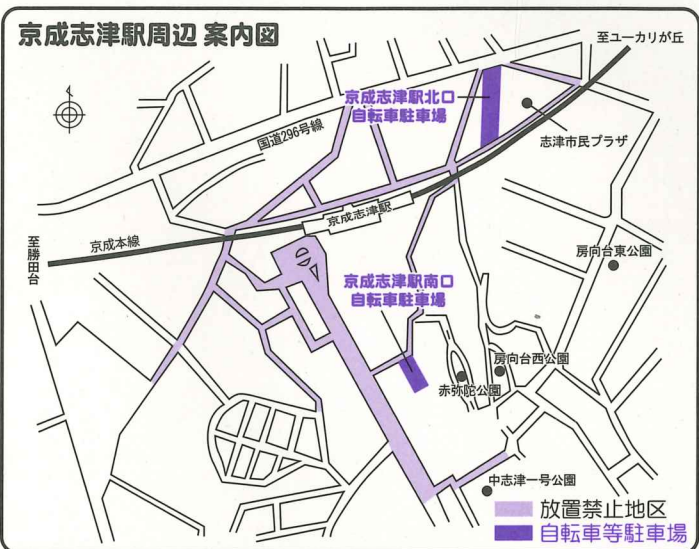 京成志津駅周辺 案内図
至ユーカリが丘
京成志津駅北口
自転車駐車場
国道296号線
志津市民プラザ
京成志津駅
京成本線
至勝田台
房向台東公園
京成志津駅南口
自転車駐車場
房向台西公園
赤弥陀公園
中志津一号公園
放置禁止地区
自転車等駐車場